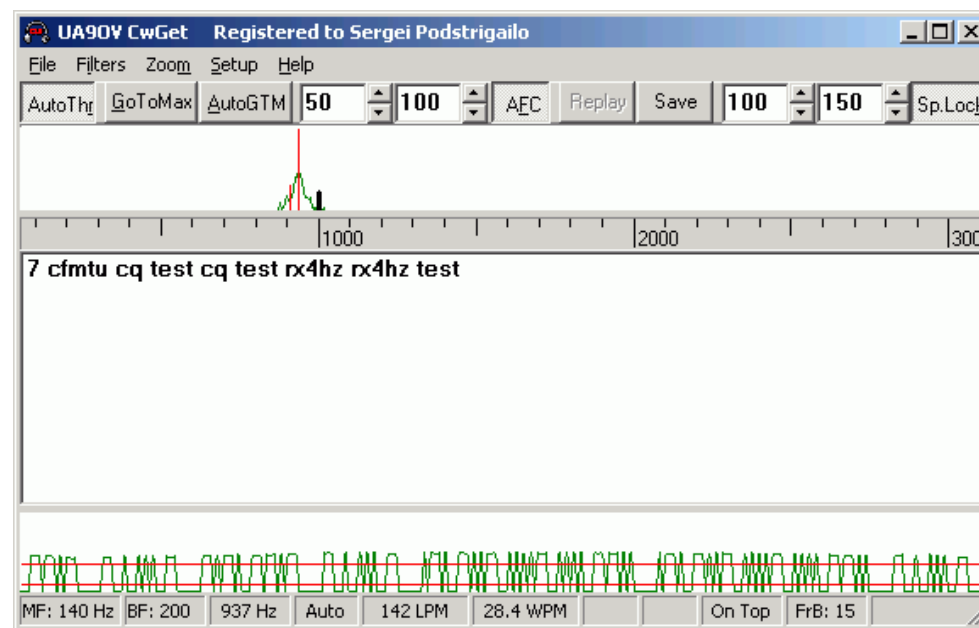 UA9OV CwGet Registered to Sergei Podstrigailo
File Filters Zoom Setup Help
AutoThr GoToMax AutoGTM 50 100 AFC Replay Save 100 150 Sp.Lock
1000 2000 300
7 cfmtu cq test cq test rx4hz rx4hz test
MF: 140 Hz BF: 200 937 Hz Auto 142 LPM 28.4 WPM On Top FrB: 15